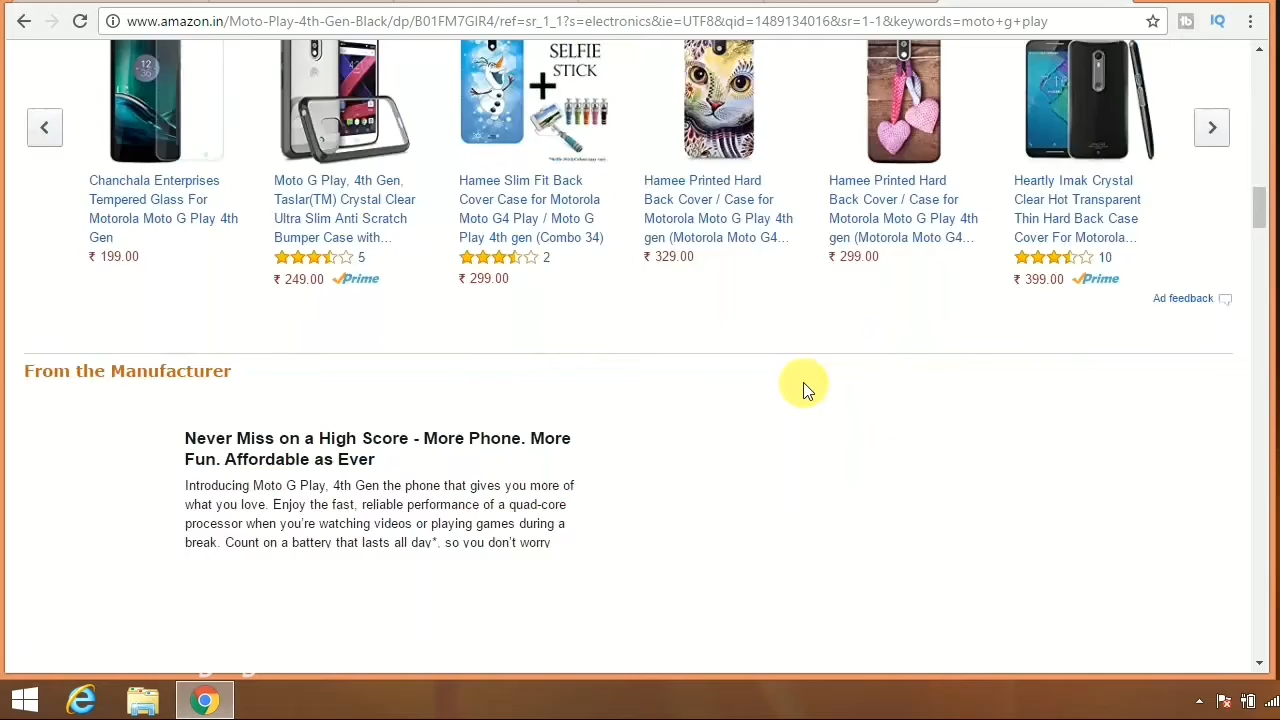 www.amazon.in/Moto-Play-4th-Gen-Black/dp/B01FM7GIR4/ref=sr_1_1?s=electronics&ie=UTF8&qid=1489134016&sr=1-1&keywords=moto+g+play
SELFIE
STICK
12
36
Chanchala Enterprises
Tempered Glass For
Motorola Moto G Play 4th
Gen
₹ 199.00
Moto G Play, 4th Gen,
Taslar(TM) Crystal Clear
Ultra Slim Anti Scratch
Bumper Case with...
5
₹ 249.00 Prime
Hamee Slim Fit Back
Cover Case for Motorola
Moto G4 Play / Moto G
Play 4th gen (Combo 34)
2
₹ 299.00
Hamee Printed Hard
Back Cover / Case for
Motorola Moto G Play 4th
gen (Motorola Moto G4...
₹ 329.00
Hamee Printed Hard
Back Cover / Case for
Motorola Moto G Play 4th
gen (Motorola Moto G4...
₹ 299.00
Heartly Imak Crystal
Clear Hot Transparent
Thin Hard Back Case
Cover For Motorola...
10
₹ 399.00 Prime
Ad feedback
From the Manufacturer
Never Miss on a High Score - More Phone. More
Fun. Affordable as Ever
Introducing Moto G Play, 4th Gen the phone that gives you more of
what you love. Enjoy the fast, reliable performance of a quad-core
processor when you're watching videos or playing games during a
break. Count on a battery that lasts all day*, so you don't worry